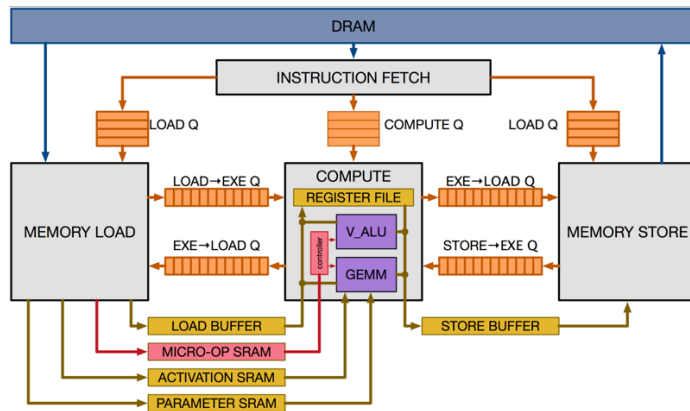 DRAM
INSTRUCTION FETCH
LOAD Q
COMPUTE Q
LOAD Q
MEMORY LOAD
LOAD→EXE Q
EXE→LOAD Q
COMPUTE
REGISTER FILE
V_ALU
controller
GEMM
EXE→LOAD Q
STORE→EXE Q
MEMORY STORE
LOAD BUFFER
STORE BUFFER
MICRO-OP SRAM
ACTIVATION SRAM
PARAMETER SRAM